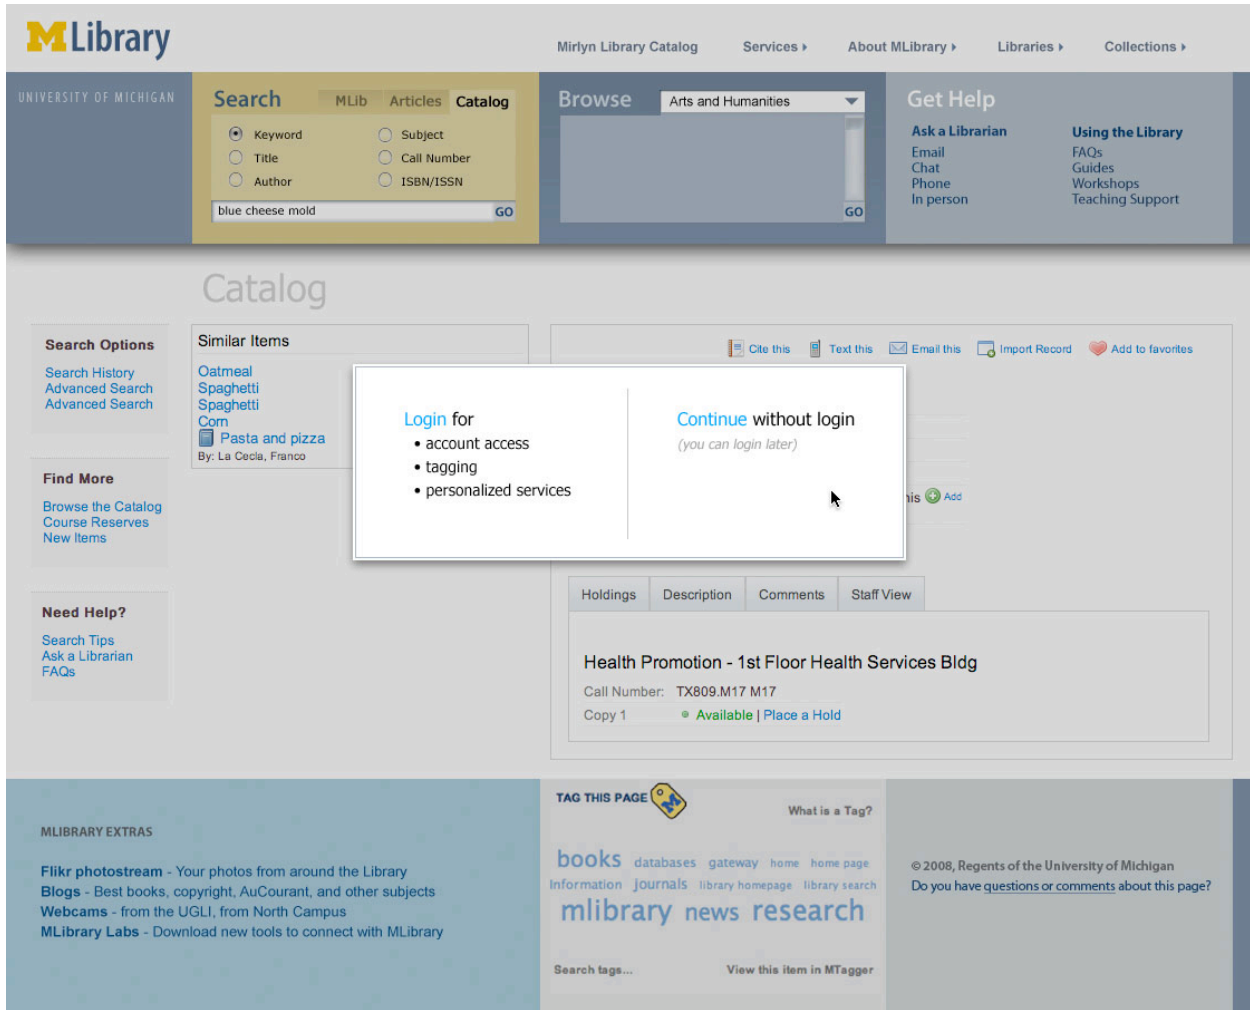 MLibrary
Mirlyn Library Catalog
Services
About MLibrary
Libraries
Collections
UNIVERSITY OF MICHIGAN
Search
MLib
Articles
Catalog
Keyword
Subject
Title
Call Number
Author
ISBN/ISSN
blue cheese mold
GO
Browse
Arts and Humanities
GO
Get Help
Ask a Librarian
Email
Chat
Phone
In person
Using the Library
FAQs
Guides
Workshops
Teaching Support
Catalog
Search Options
Search History
Advanced Search
Advanced Search
Find More
Browse the Catalog
Course Reserves
New Items
Need Help?
Search Tips
Ask a Librarian
FAQs
Similar Items
Oatmeal
Spaghetti
Spaghetti
Corn
Pasta and pizza
By: La Cecla, Franco
Cite this
Text this
Email this
Import Record
Add to favorites
Login for
• account access
• tagging
• personalized services
Continue without login
(you can login later)
Add
Holdings
Description
Comments
Staff View
Health Promotion - 1st Floor Health Services Bldg
Call Number: TX809.M17 M17
Copy 1 Available | Place a Hold
MLIBRARY EXTRAS
Flikr photostream - Your photos from around the Library
Blogs - Best books, copyright, AuCourant, and other subjects
Webcams - from the UGLI, from North Campus
MLibrary Labs - Download new tools to connect with MLibrary
TAG THIS PAGE
M
What is a Tag?
books databases gateway home home page
Information Journals library homepage library search
mlibrary news research
Search tags...
View this item in MTagger
© 2008, Regents of the University of Michigan
Do you have questions or comments about this page?